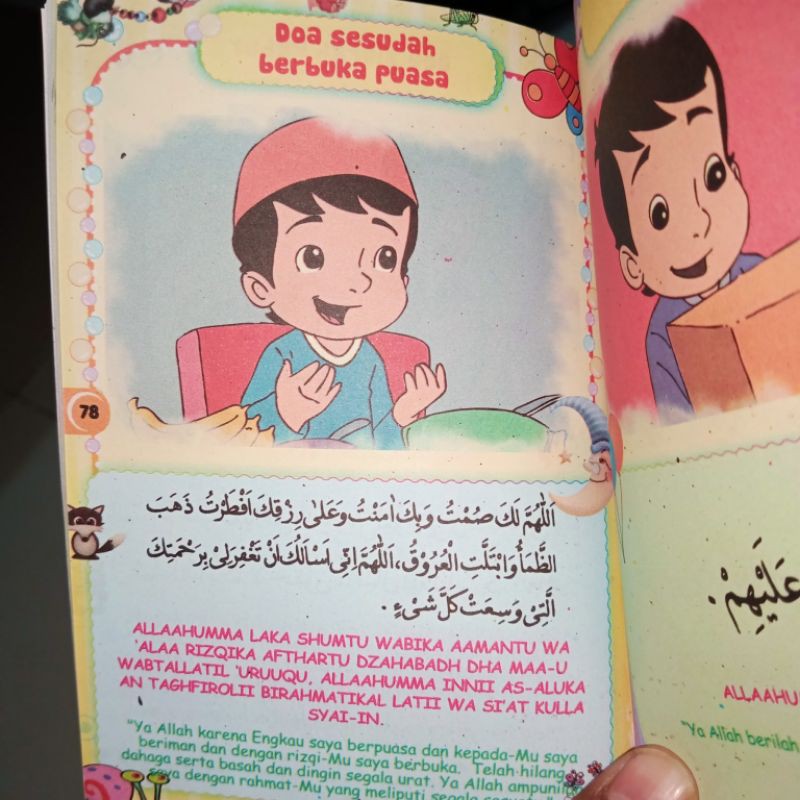 Doa sesudah
berbuka puasa
78
اَللّٰهُمَّ لَكَ صُمْتُ وَبِكَ اٰمَنْتُ وَعَلٰى رِزْقِكَ اَفْطَرْتُ ذَهَبَ
الظَّمَأُ وَابْتَلَّتِ الْعُرُوْقُ، اَللّٰهُمَّ اِنِّى اَسْاَلُكَ اَنْ تَغْفِرَلِىْ بِرَحْمَتِكَ
الَّتِىْ وَسِعَتْ كُلَّ شَىْءٍ .
ALLAAHUMMA LAKA SHUMTU WABIKA AAMANTU WA
'ALAA RIZQIKA AFTHARTU DZAHABADH DHA MAA-U
WABTALLATIL 'URUUQU, ALLAAHUMMA INNII AS-ALUKA
AN TAGHFIROLII BIRAHMATIKAL LATII WA SI'AT KULLA
SYAI-IN.
"Ya Allah karena Engkau saya berpuasa dan kepada-Mu saya
beriman dan dengan rizqi-Mu saya berbuka. Telah hilang
dahaga serta basah dan dingin segala urat. Ya Allah ampunilah
saya dengan rahmat-Mu yang meliputi segala
عَلَيْهِمْ .
ALLAAHU
"Ya Allah berilah